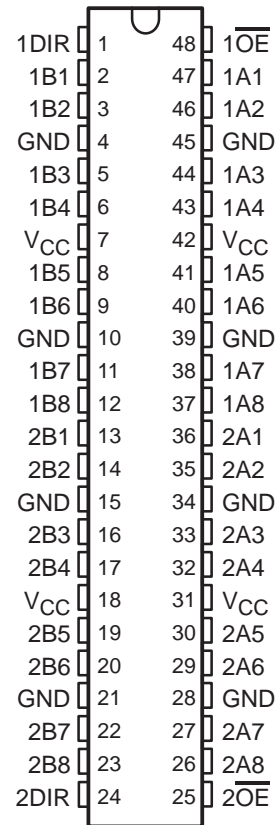 1DIR 1 48 1O̅E̅
1B1 2 47 1A1
1B2 3 46 1A2
GND 4 45 GND
1B3 5 44 1A3
1B4 6 43 1A4
VCC 7 42 VCC
1B5 8 41 1A5
1B6 9 40 1A6
GND 10 39 GND
1B7 11 38 1A7
1B8 12 37 1A8
2B1 13 36 2A1
2B2 14 35 2A2
GND 15 34 GND
2B3 16 33 2A3
2B4 17 32 2A4
VCC 18 31 VCC
2B5 19 30 2A5
2B6 20 29 2A6
GND 21 28 GND
2B7 22 27 2A7
2B8 23 26 2A8
2DIR 24 25 2O̅E̅